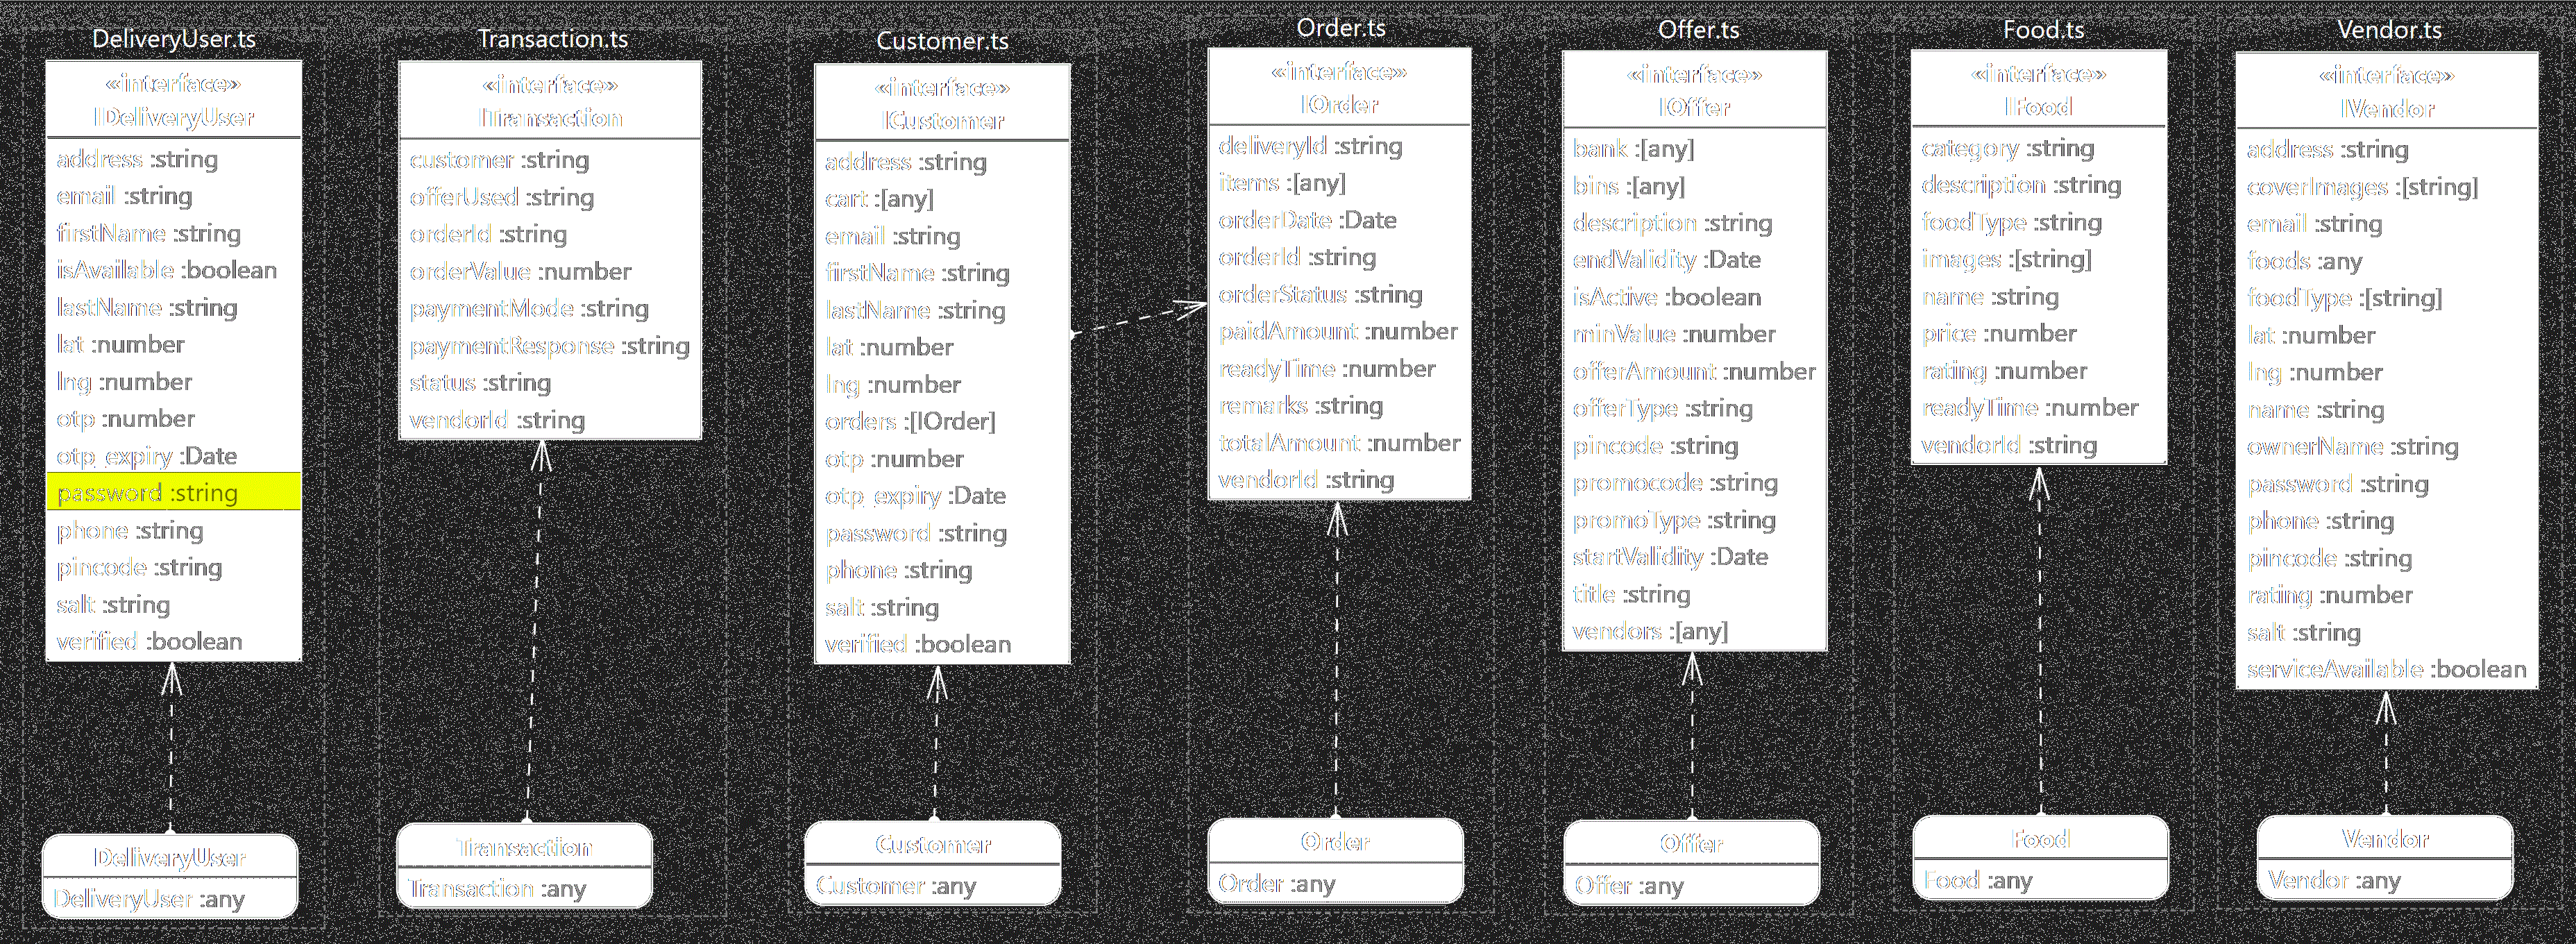 DeliveryUser.ts
«interface»
IDeliveryUser
address :string
email :string
firstName :string
isAvailable :boolean
lastName :string
lat :number
lng :number
otp :number
otp_expiry :Date
password :string
phone :string
pincode :string
salt :string
verified :boolean
DeliveryUser
DeliveryUser :any
Transaction.ts
«interface»
ITransaction
customer :string
offerUsed :string
orderId :string
orderValue :number
paymentMode :string
paymentResponse :string
status :string
vendorId :string
Transaction
Transaction :any
Customer.ts
«interface»
ICustomer
address :string
cart :[any]
email :string
firstName :string
lastName :string
lat :number
lng :number
orders :[IOrder]
otp :number
otp_expiry :Date
password :string
phone :string
salt :string
verified :boolean
Customer
Customer :any
Order.ts
«interface»
IOrder
deliveryId :string
items :[any]
orderDate :Date
orderId :string
orderStatus :string
paidAmount :number
readyTime :number
remarks :string
totalAmount :number
vendorId :string
Order
Order :any
Offer.ts
«interface»
IOffer
bank :[any]
bins :[any]
description :string
endValidity :Date
isActive :boolean
minValue :number
offerAmount :number
offerType :string
pincode :string
promocode :string
promoType :string
startValidity :Date
title :string
vendors :[any]
Offer
Offer :any
Food.ts
«interface»
IFood
category :string
description :string
foodType :string
images :[string]
name :string
price :number
rating :number
readyTime :number
vendorId :string
Food
Food :any
Vendor.ts
«interface»
IVendor
address :string
coverImages :[string]
email :string
foods :any
foodType :[string]
lat :number
lng :number
name :string
ownerName :string
password :string
phone :string
pincode :string
rating :number
salt :string
serviceAvailable :boolean
Vendor
Vendor :any